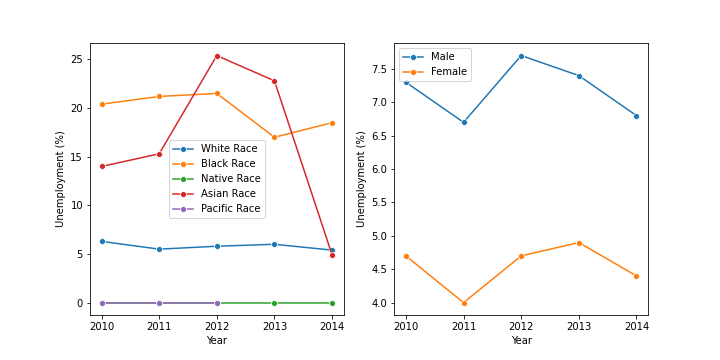 Unemployment (%)
25
20
15
10
5
0
White Race
Black Race
Native Race
Asian Race
Pacific Race
2010 2011 2012 2013 2014
Year
Unemployment (%)
7.5
7.0
6.5
6.0
5.5
5.0
4.5
4.0
Male
Female
2010 2011 2012 2013 2014
Year